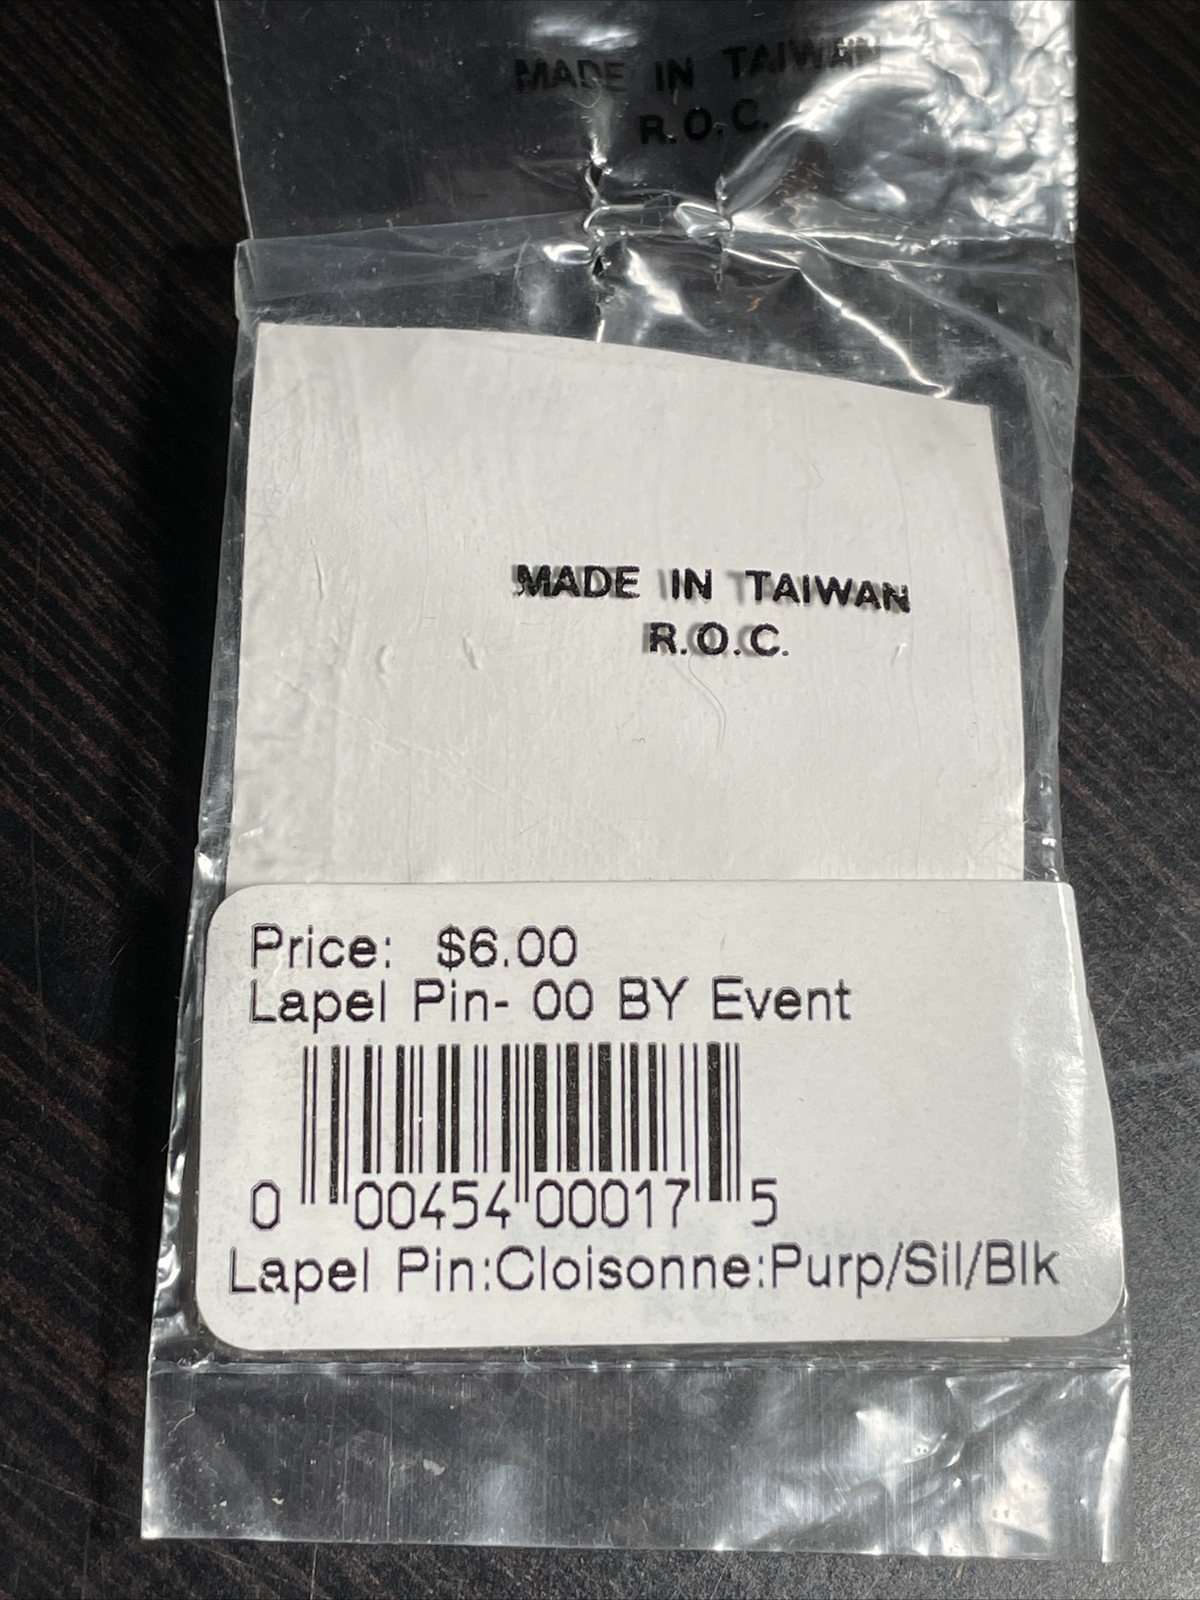 MADE IN TAIWAN
R.O.C.
MADE IN TAIWAN
R.O.C.
Price: $6.00
Lapel Pin- 00 BY Event
0 00454 00017 5
Lapel Pin:Cloisonne:Purp/Sil/Blk